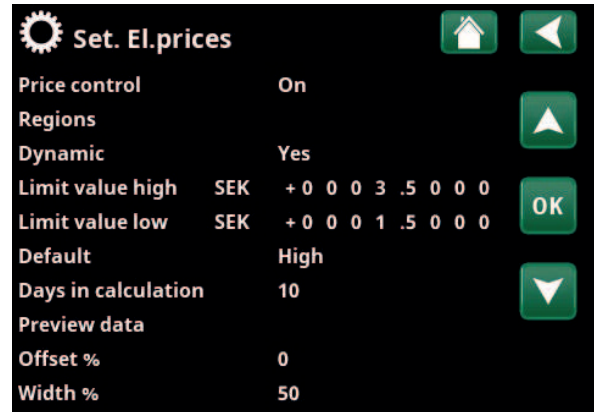 Set. El.prices
Price control On
Regions
Dynamic Yes
Limit value high SEK +0 0 0 3 .5 0 0 0
Limit value low SEK +0 0 0 1 .5 0 0 0
OK
Default High
Days in calculation 10
Preview data
Offset % 0
Width % 50